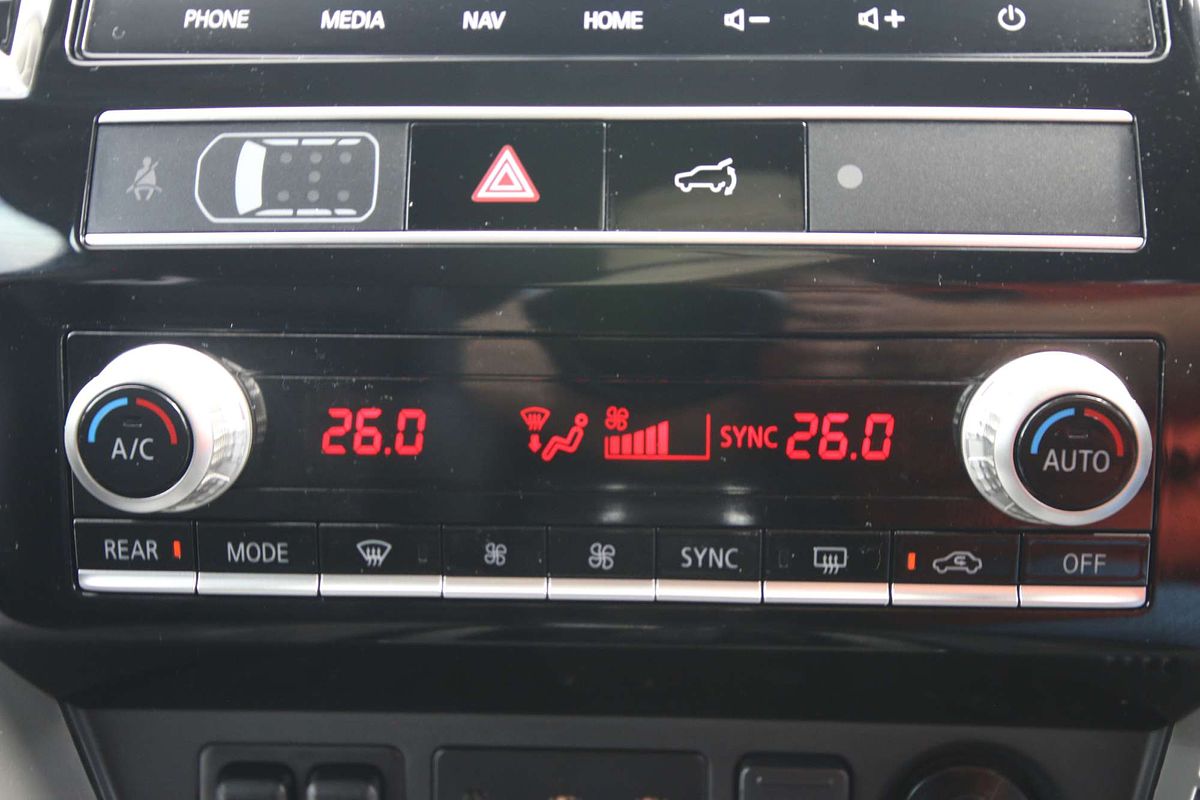 PHONE MEDIA NAV HOME
26.0 SYNC 26.0
A/C AUTO
REAR MODE SYNC OFF